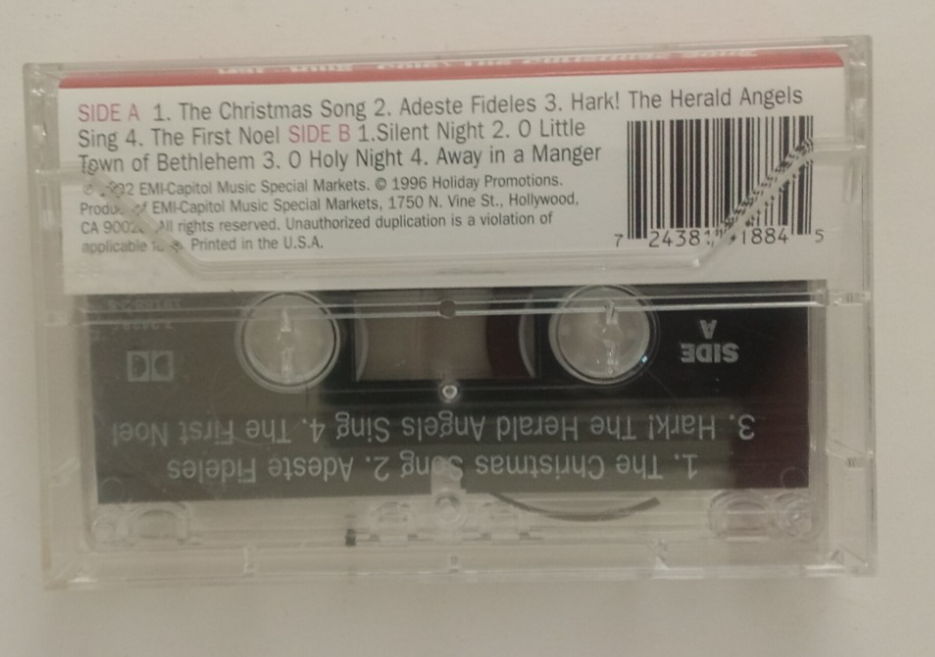 SIDE A 1. The Christmas Song 2. Adeste Fideles 3. Hark! The Herald Angels
Sing 4. The First Noel SIDE B 1.Silent Night 2. O Little
Town of Bethlehem 3. O Holy Night 4. Away in a Manger
EMI-Capitol Music Special Markets. © 1996 Holiday Promotions.
of EMI-Capitol Music Special Markets, 1750 N. Vine St., Hollywood,
CA All rights reserved. Unauthorized duplication is a violation of
applicable Printed in the U.S.A.
7 24381 1884 5
SIDE
A
1. The Christmas Song 2. Adeste Fideles
3. Hark! The Herald Angels Sing 4. The First Noel